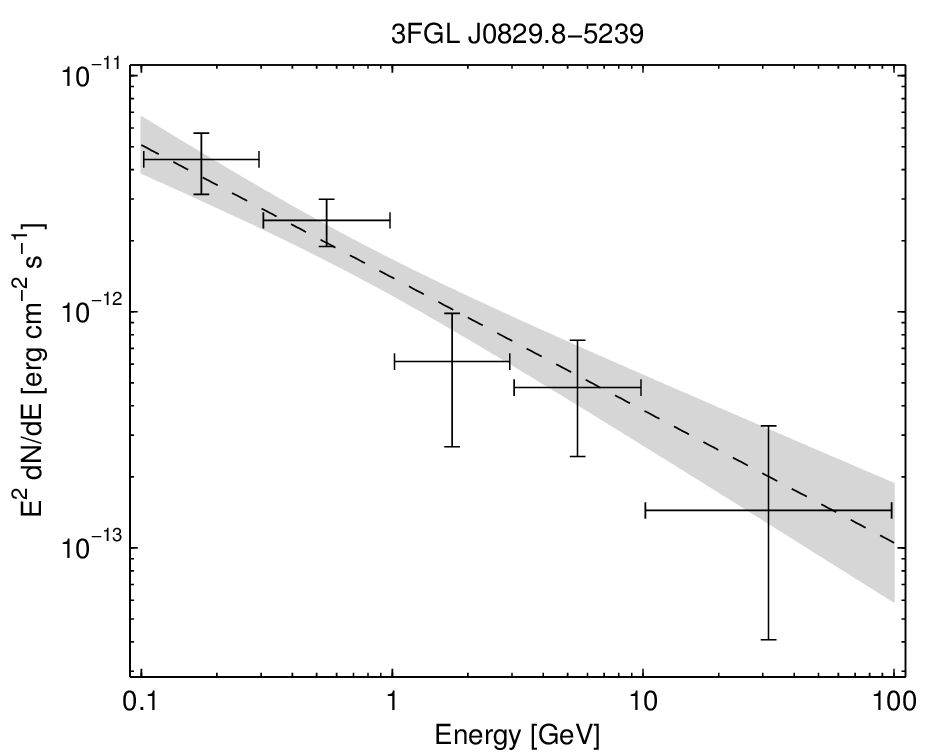 3FGL J0829.8−5239
10⁻¹¹
10⁻¹²
10⁻¹³
E² dN/dE [erg cm⁻² s⁻¹]
0.1 1 10 100
Energy [GeV]